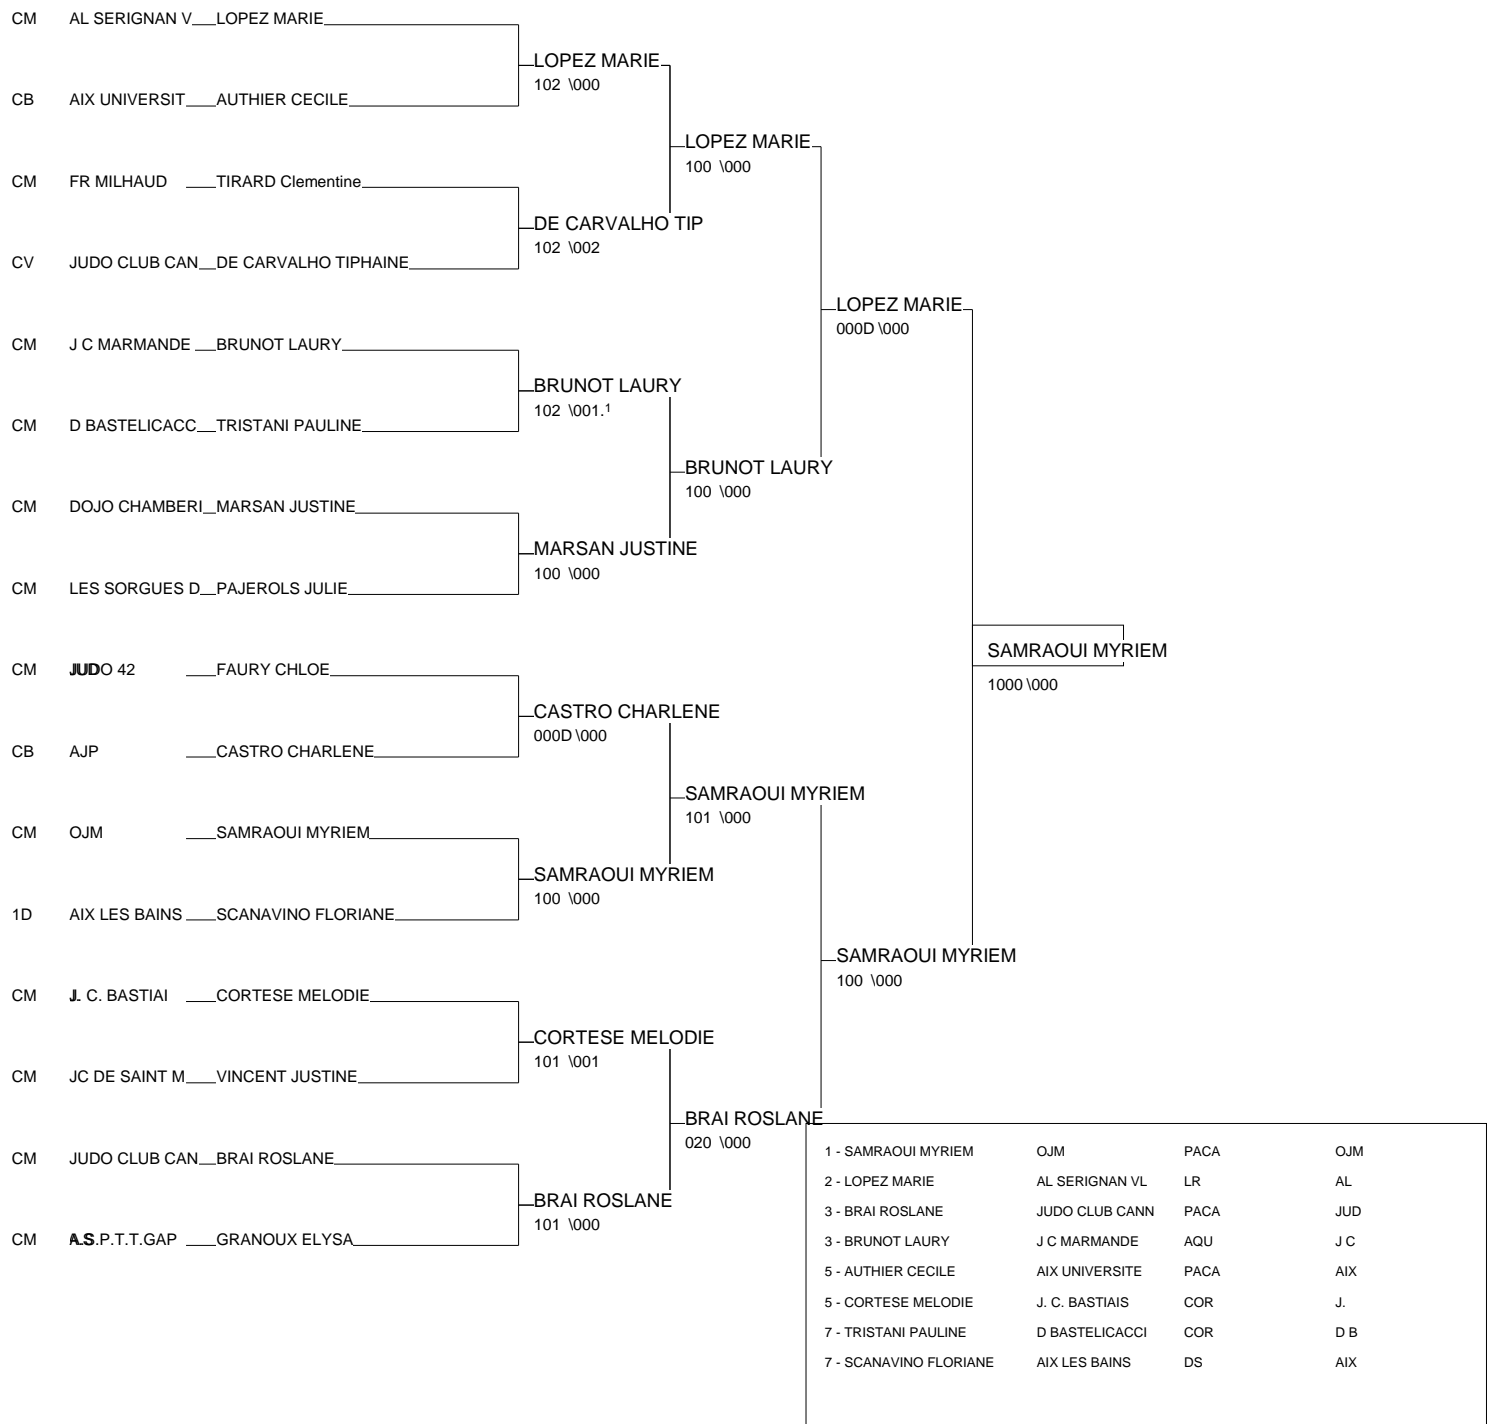 CM AL SERIGNAN V LOPEZ MARIE
LOPEZ MARIE
102 \000
CB AIX UNIVERSIT AUTHIER CECILE
LOPEZ MARIE
100 \000
CM FR MILHAUD TIRARD Clementine
DE CARVALHO TIP
102 \002
CV JUDO CLUB CAN DE CARVALHO TIPHAINE
LOPEZ MARIE
000D \000
CM J C MARMANDE BRUNOT LAURY
BRUNOT LAURY
102 \001.1
CM D BASTELICACC TRISTANI PAULINE
BRUNOT LAURY
100 \000
CM DOJO CHAMBERI MARSAN JUSTINE
MARSAN JUSTINE
100 \000
CM LES SORGUES D PAJEROLS JULIE
SAMRAOUI MYRIEM
1000 \000
CM JUDO 42 FAURY CHLOE
CASTRO CHARLENE
000D \000
CB AJP CASTRO CHARLENE
SAMRAOUI MYRIEM
101 \000
CM OJM SAMRAOUI MYRIEM
SAMRAOUI MYRIEM
100 \000
1D AIX LES BAINS SCANAVINO FLORIANE
SAMRAOUI MYRIEM
100 \000
CM J. C. BASTIAI CORTESE MELODIE
CORTESE MELODIE
101 \001
CM JC DE SAINT M VINCENT JUSTINE
BRAI ROSLANE
020 \000
CM JUDO CLUB CAN BRAI ROSLANE
BRAI ROSLANE
101 \000
CM A.S.P.T.T.GAP GRANOUX ELYSA
1 - SAMRAOUI MYRIEM OJM PACA OJM
2 - LOPEZ MARIE AL SERIGNAN VL LR AL
3 - BRAI ROSLANE JUDO CLUB CANN PACA JUD
3 - BRUNOT LAURY J C MARMANDE AQU J C
5 - AUTHIER CECILE AIX UNIVERSITE PACA AIX
5 - CORTESE MELODIE J. C. BASTIAIS COR J.
7 - TRISTANI PAULINE D BASTELICACCI COR D B
7 - SCANAVINO FLORIANE AIX LES BAINS DS AIX